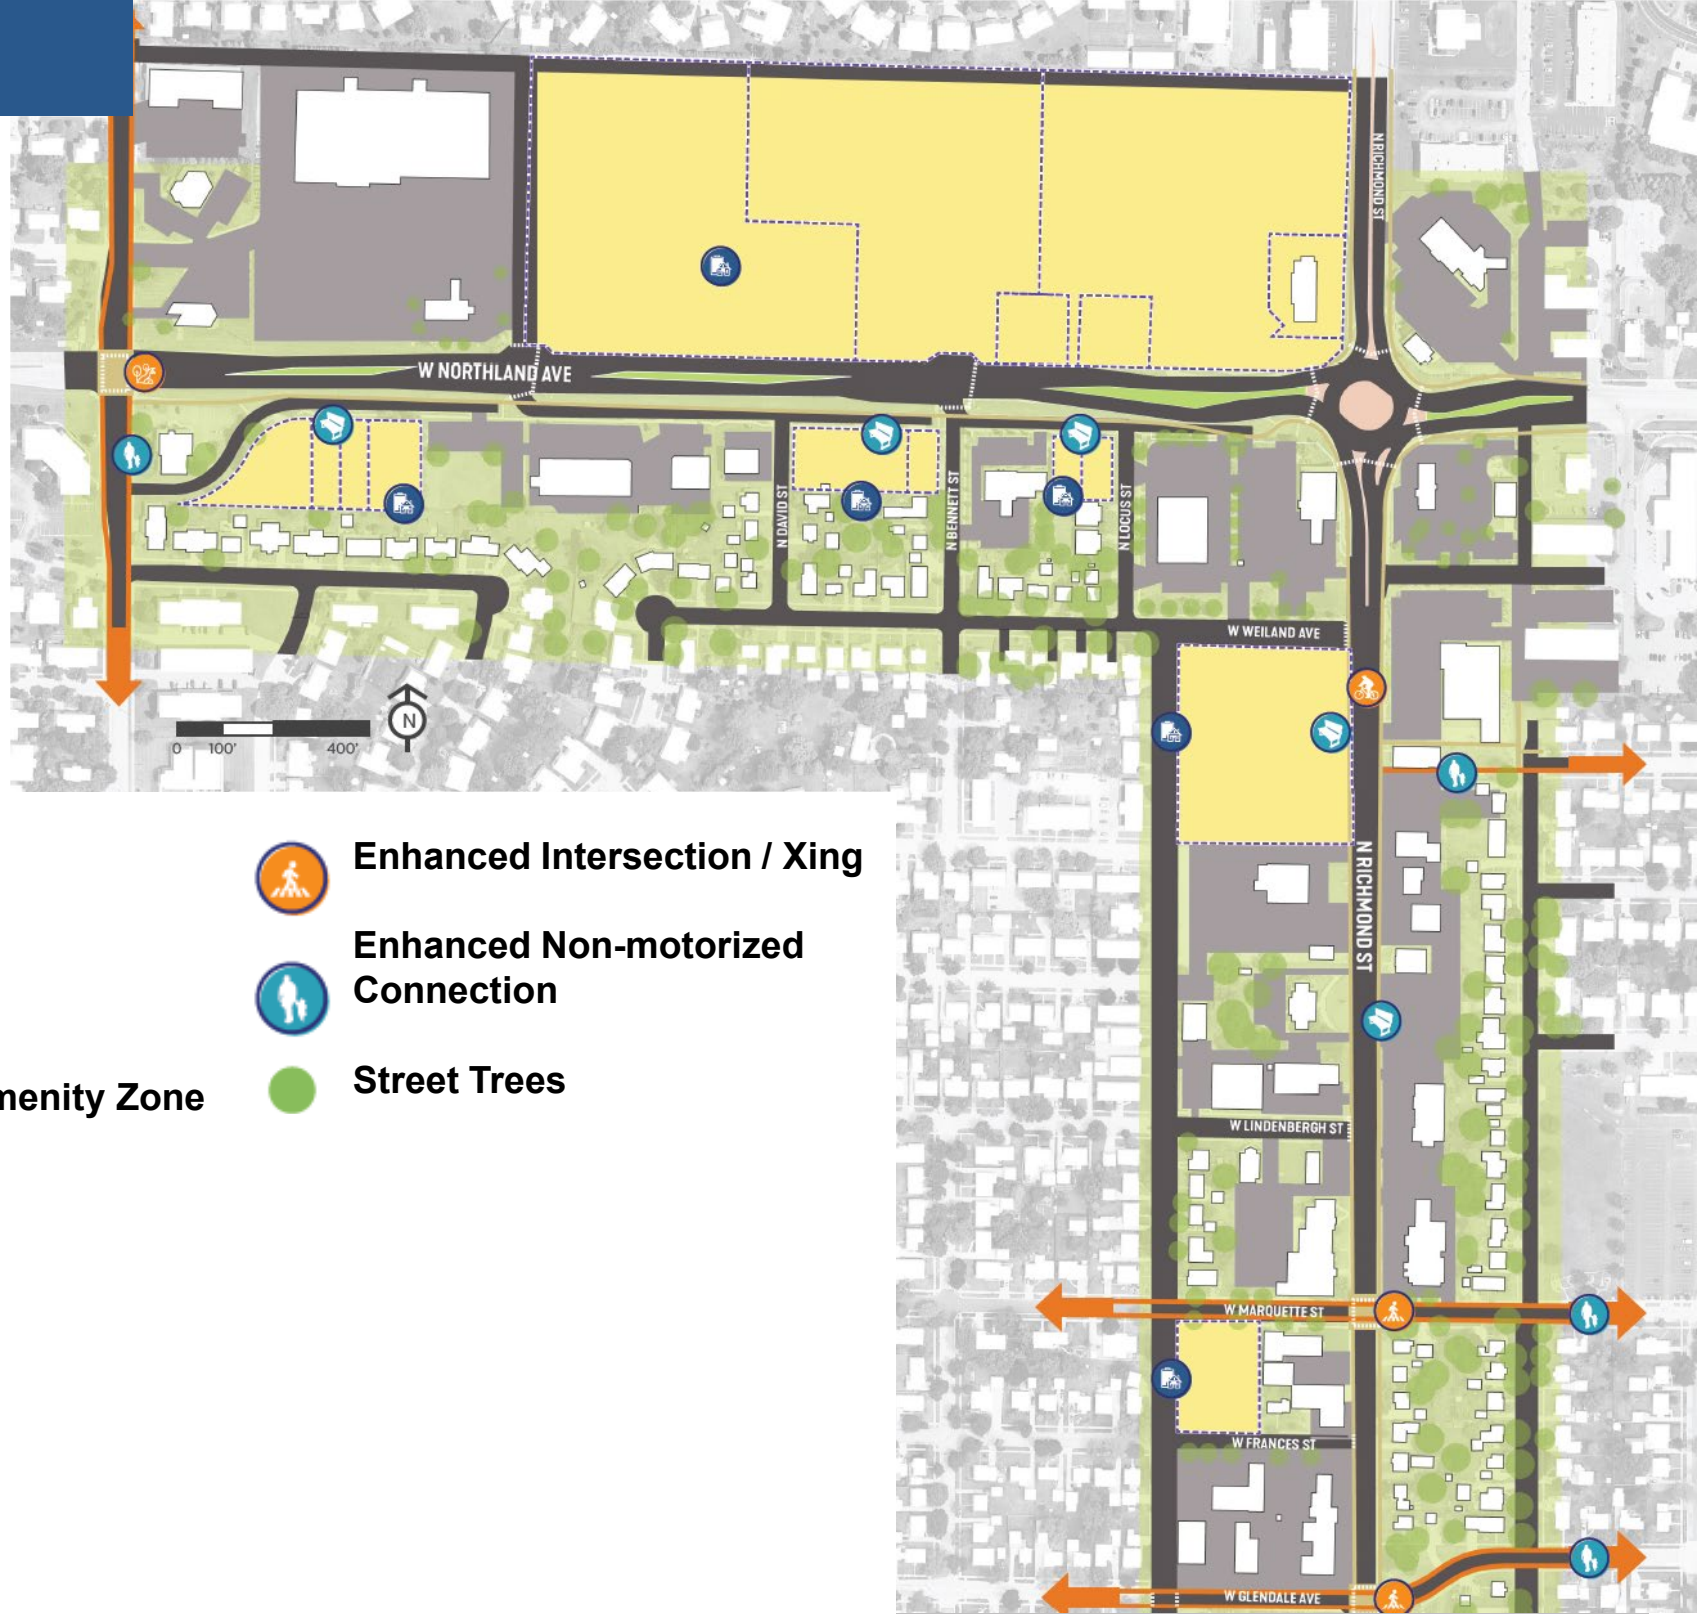 N RICHMOND ST
W NORTHLAND AVE
N DAVID ST
N BENNETT ST
N LOCUST ST
W WEILAND AVE
N
0 100' 400'
Enhanced Intersection / Xing
N RICHMOND ST
Enhanced Non-motorized
Connection
Street Trees
menity Zone
W LINDENBERGH ST
W MARQUETTE ST
W FRANCES ST
W GLENDALE AVE